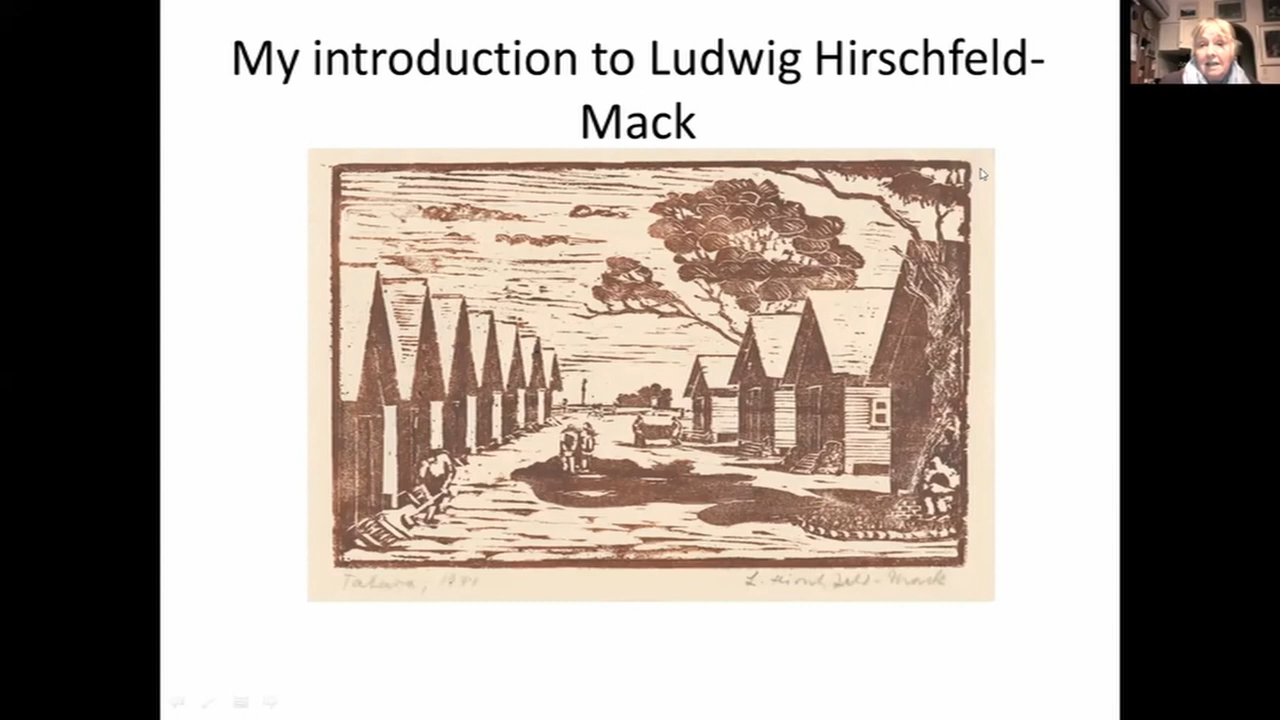 My introduction to Ludwig Hirschfeld-
Mack
Tatura, 1941
L. Hirschfeld-Mack